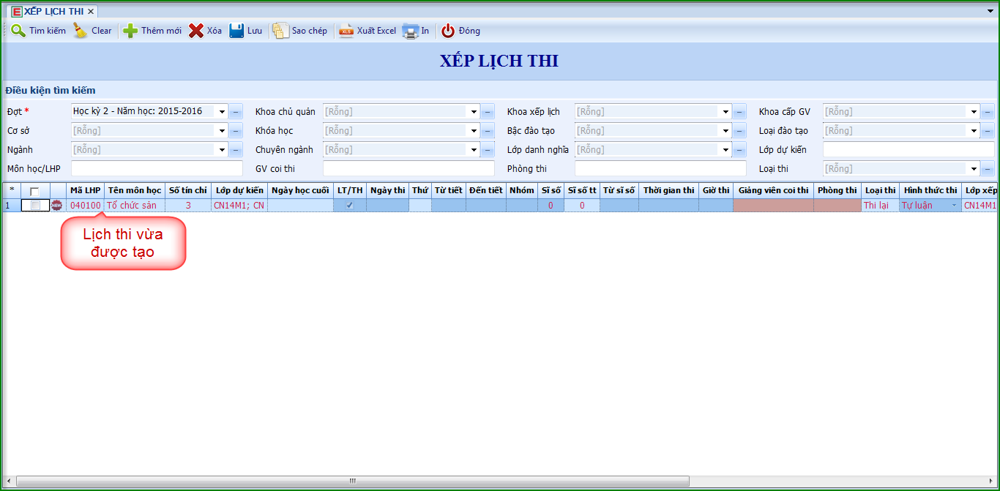 XẾP LỊCH THI
Tìm kiếm Clear Thêm mới Xóa Lưu Sao chép XLS Xuất Excel In Đóng
XẾP LỊCH THI
Điều kiện tìm kiếm
Đợt * Học kỳ 2 - Năm học: 2015-2016 Khoa chủ quản [Rỗng] Khoa xếp lịch [Rỗng] Khoa cấp GV [Rỗng]
Cơ sở [Rỗng] Khóa học [Rỗng] Bậc đào tạo [Rỗng] Loại đào tạo [Rỗng]
Ngành [Rỗng] Chuyên ngành [Rỗng] Lớp danh nghĩa [Rỗng] Lớp dự kiến
Môn học/LHP GV coi thi Phòng thi Loại thi [Rỗng]
* Mã LHP Tên môn học Số tín chỉ Lớp dự kiến Ngày học cuối LT/TH Ngày thi Thứ Từ tiết Đến tiết Nhóm Sĩ số Sĩ số tt Từ sĩ số Thời gian thi Giờ thi Giảng viên coi thi Phòng thi Loại thi Hình thức thi Lớp xếp
1 NEW 040100 Tổ chức sản 3 CN14M1; CN 0 0 Thi lại Tự luận CN14M1
Lịch thi vừa
được tạo